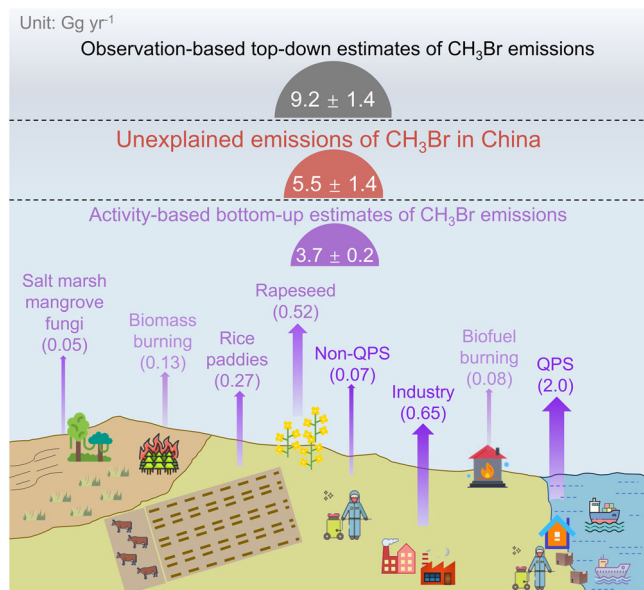 Unit: Gg yr⁻¹
Observation-based top-down estimates of CH₃Br emissions
9.2 ± 1.4
Unexplained emissions of CH₃Br in China
5.5 ± 1.4
Activity-based bottom-up estimates of CH₃Br emissions
3.7 ± 0.2
Salt marsh
mangrove
fungi
(0.05)
Biomass
burning
(0.13)
Rice
paddies
(0.27)
Rapeseed
(0.52)
Non-QPS
(0.07)
Industry
(0.65)
Biofuel
burning
(0.08)
QPS
(2.0)